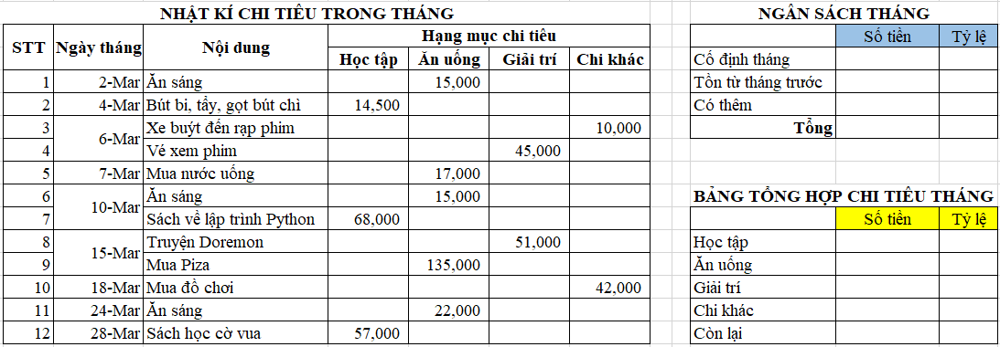 NHẬT KÍ CHI TIÊU TRONG THÁNG
STT Ngày tháng Nội dung Hạng mục chi tiêu
Học tập Ăn uống Giải trí Chi khác
1 2-Mar Ăn sáng 15,000
2 4-Mar Bút bi, tẩy, gọt bút chì 14,500
3 6-Mar Xe buýt đến rạp phim 10,000
4 Vé xem phim 45,000
5 7-Mar Mua nước uống 17,000
6 10-Mar Ăn sáng 15,000
7 Sách về lập trình Python 68,000
8 15-Mar Truyện Doremon 51,000
9 Mua Piza 135,000
10 18-Mar Mua đồ chơi 42,000
11 24-Mar Ăn sáng 22,000
12 28-Mar Sách học cờ vua 57,000
NGÂN SÁCH THÁNG
Số tiền Tỷ lệ
Cố định tháng
Tồn từ tháng trước
Có thêm
Tổng
BẢNG TỔNG HỢP CHI TIÊU THÁNG
Số tiền Tỷ lệ
Học tập
Ăn uống
Giải trí
Chi khác
Còn lại